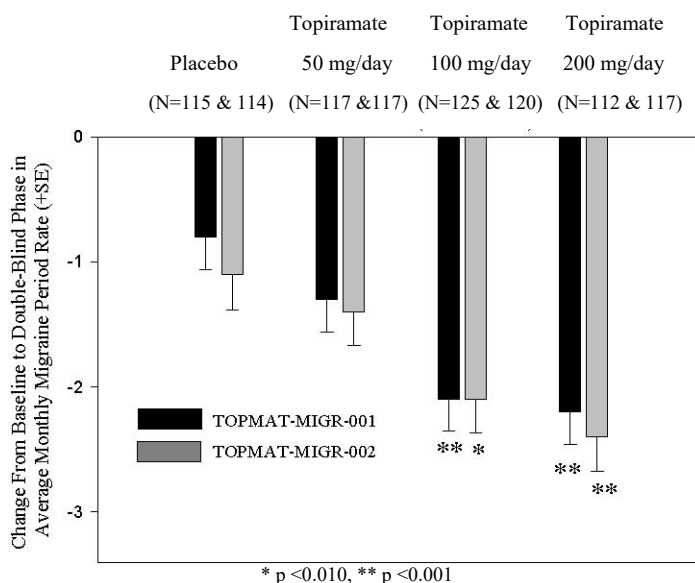 Topiramate Topiramate Topiramate
Placebo 50 mg/day 100 mg/day 200 mg/day
(N=115 & 114) (N=117 &117) (N=125 & 120) (N=112 & 117)
Change From Baseline to Double-Blind Phase in
Average Monthly Migraine Period Rate (+SE)
0
-1
-2
-3
TOPMAT-MIGR-001
TOPMAT-MIGR-002
** * ** **
* p <0.010, ** p <0.001